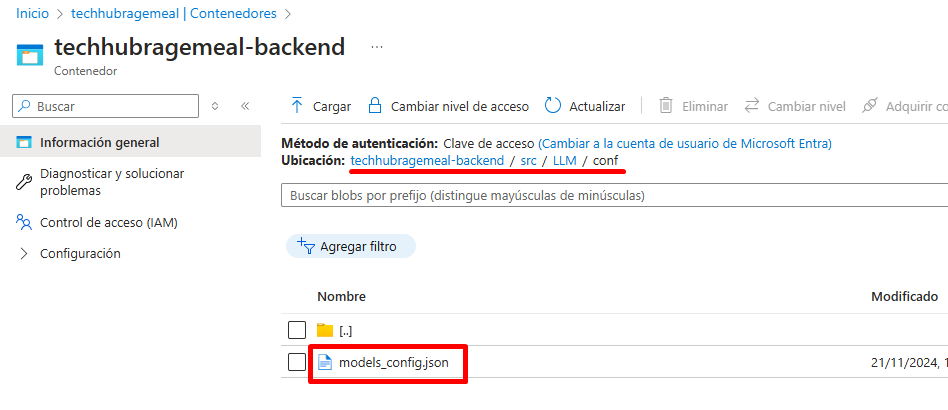 Inicio > techhubragemeal | Contenedores >
techhubragemeal-backend ...
Contenedor
Buscar
Cargar Cambiar nivel de acceso Actualizar Eliminar Cambiar nivel Adquirir co
Información general
Método de autenticación: Clave de acceso (Cambiar a la cuenta de usuario de Microsoft Entra)
Ubicación: techhubragemeal-backend / src / LLM / conf
Diagnosticar y solucionar
problemas
Buscar blobs por prefijo (distingue mayúsculas de minúsculas)
Control de acceso (IAM)
Configuración
Agregar filtro
Nombre Modificado
[..]
models_config.json 21/11/2024, 1